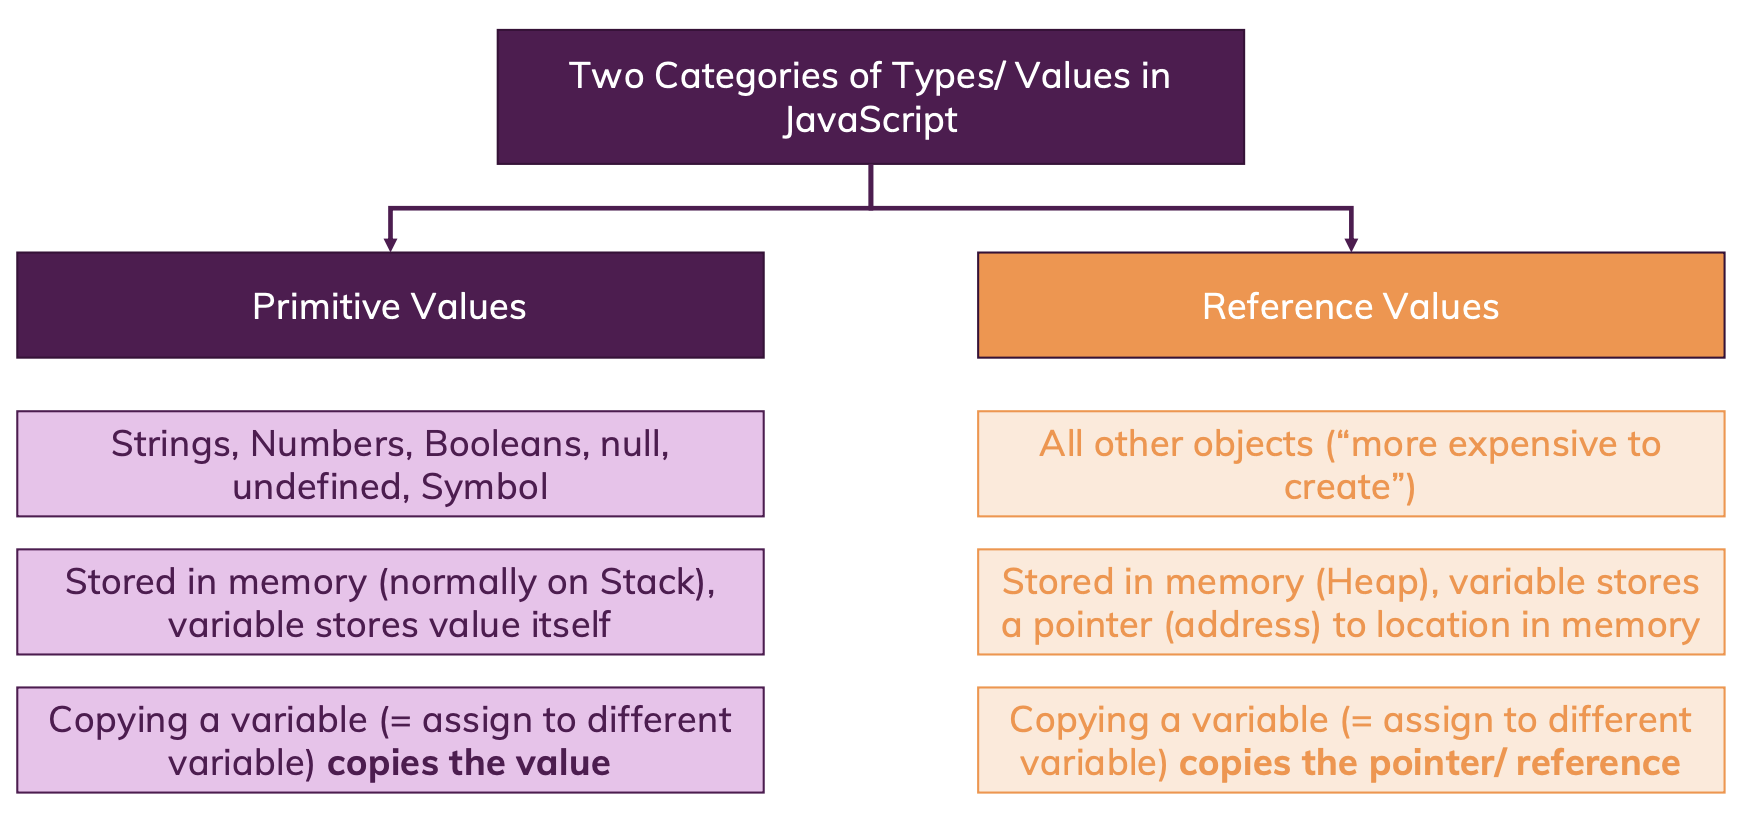 Two Categories of Types/ Values in
JavaScript
Primitive Values
Reference Values
Strings, Numbers, Booleans, null,
undefined, Symbol
All other objects (“more expensive to
create”)
Stored in memory (normally on Stack),
variable stores value itself
Stored in memory (Heap), variable stores
a pointer (address) to location in memory
Copying a variable (= assign to different
variable) copies the value
Copying a variable (= assign to different
variable) copies the pointer/ reference